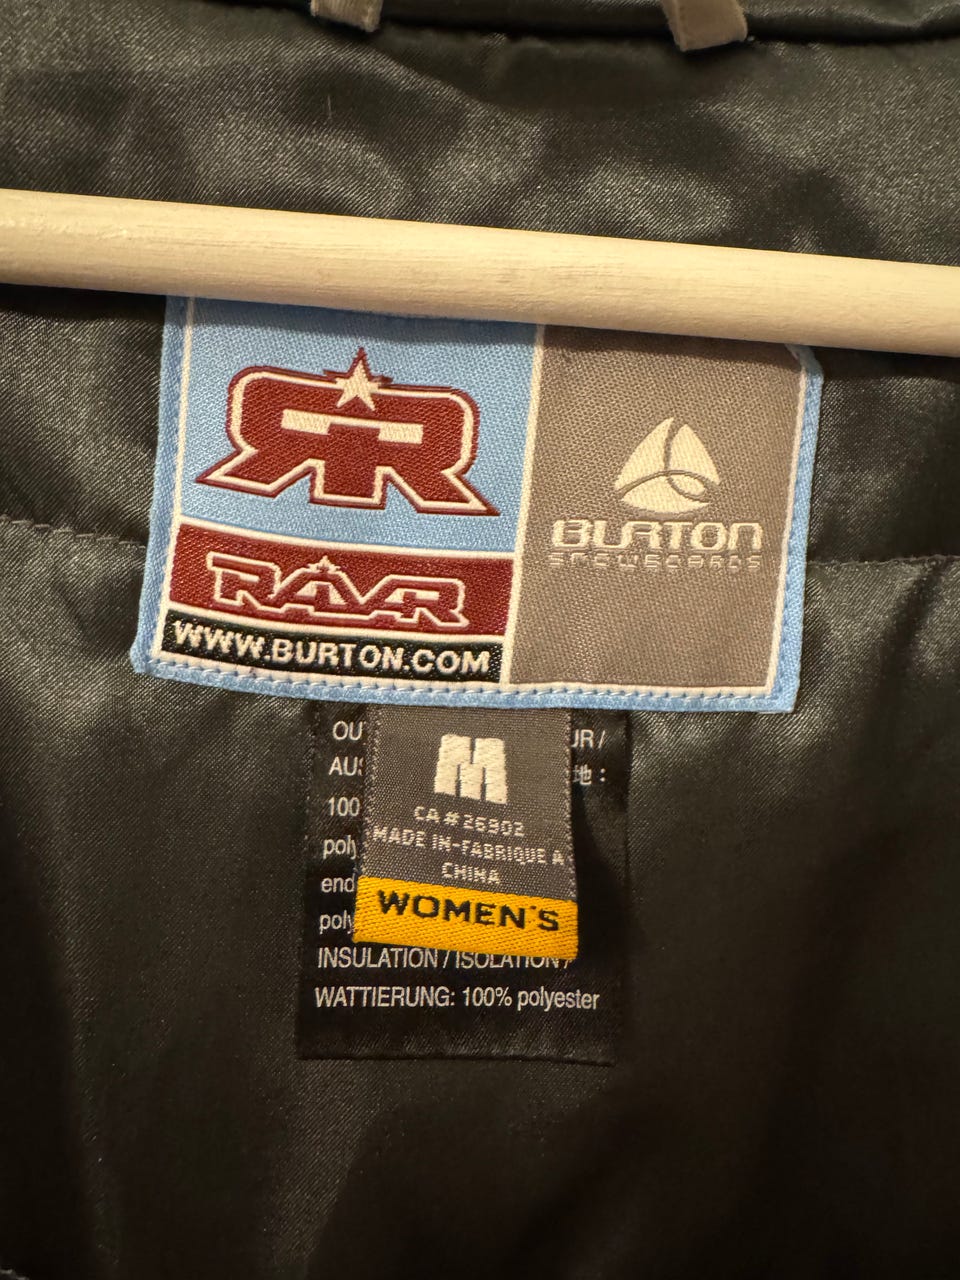 RR
RAVR
WWW.BURTON.COM
BURTON
SNOWBOARDS
M
CA # 26902
MADE IN-FABRIQUE A
CHINA
WOMEN'S
100
INSULATION / ISOLATION /
WATTIERUNG: 100% polyester